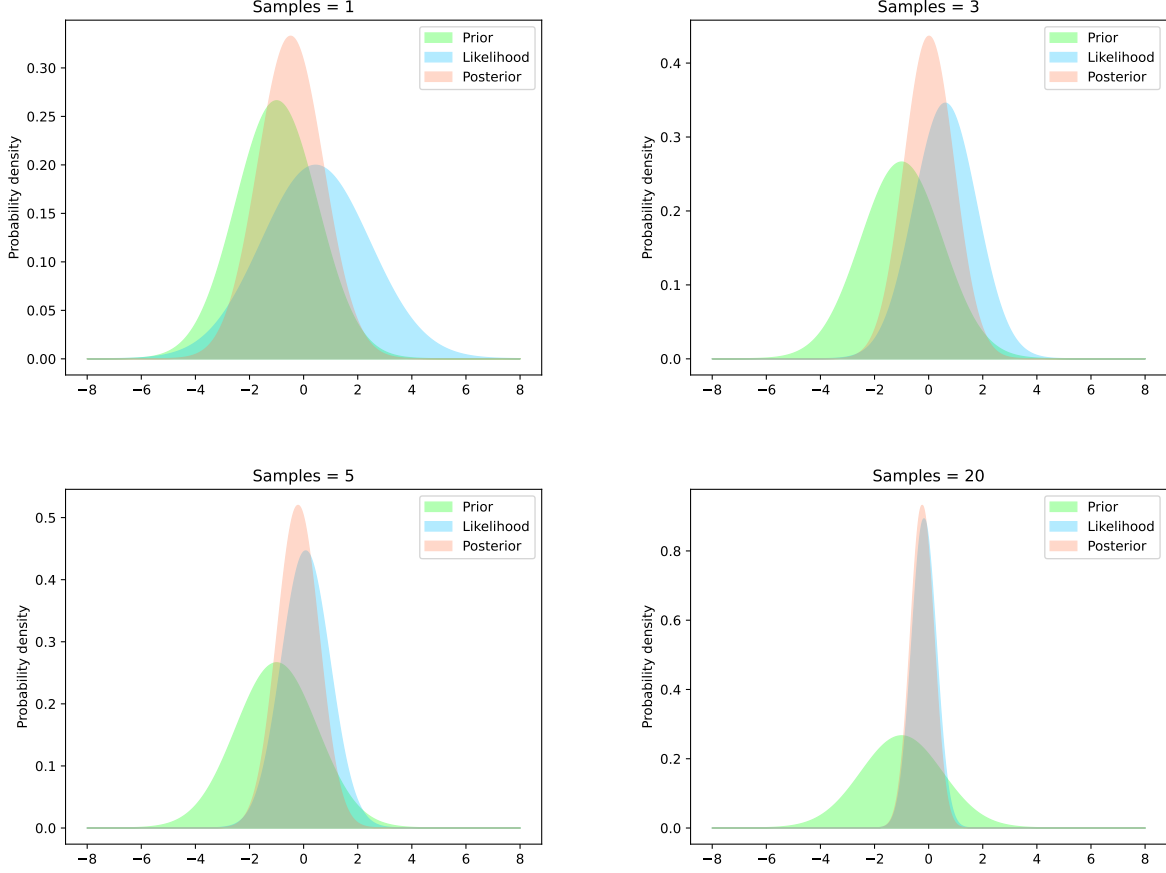 Samples = 1
Probability density
0.30
0.25
0.20
0.15
0.10
0.05
0.00
−8 −6 −4 −2 0 2 4 6 8
Prior
Likelihood
Posterior
Samples = 3
Probability density
0.4
0.3
0.2
0.1
0.0
−8 −6 −4 −2 0 2 4 6 8
Prior
Likelihood
Posterior
Samples = 5
Probability density
0.5
0.4
0.3
0.2
0.1
0.0
−8 −6 −4 −2 0 2 4 6 8
Prior
Likelihood
Posterior
Samples = 20
Probability density
0.8
0.6
0.4
0.2
0.0
−8 −6 −4 −2 0 2 4 6 8
Prior
Likelihood
Posterior